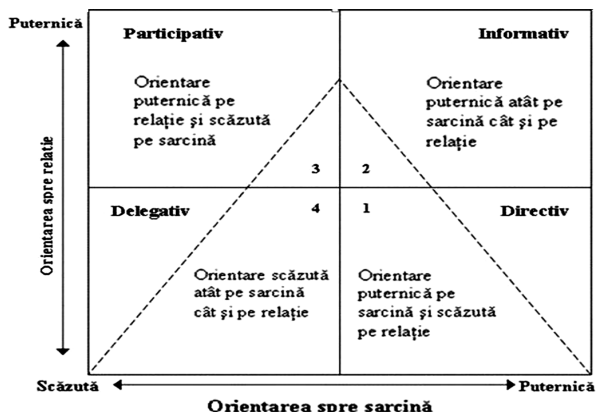 Puternică
Participativ
Informativ
Orientare
puternică pe
relație și scăzută
pe sarcină
Orientare
puternică atât pe
sarcină cât și pe
relație
3
2
Orientarea spre relatie
Delegativ
4
1
Directiv
Orientare scăzută
atât pe sarcină
cât și pe relație
Orientare
puternică pe
sarcină și scăzută
pe relație
Scăzută
Puternică
Orientarea spre sarcină